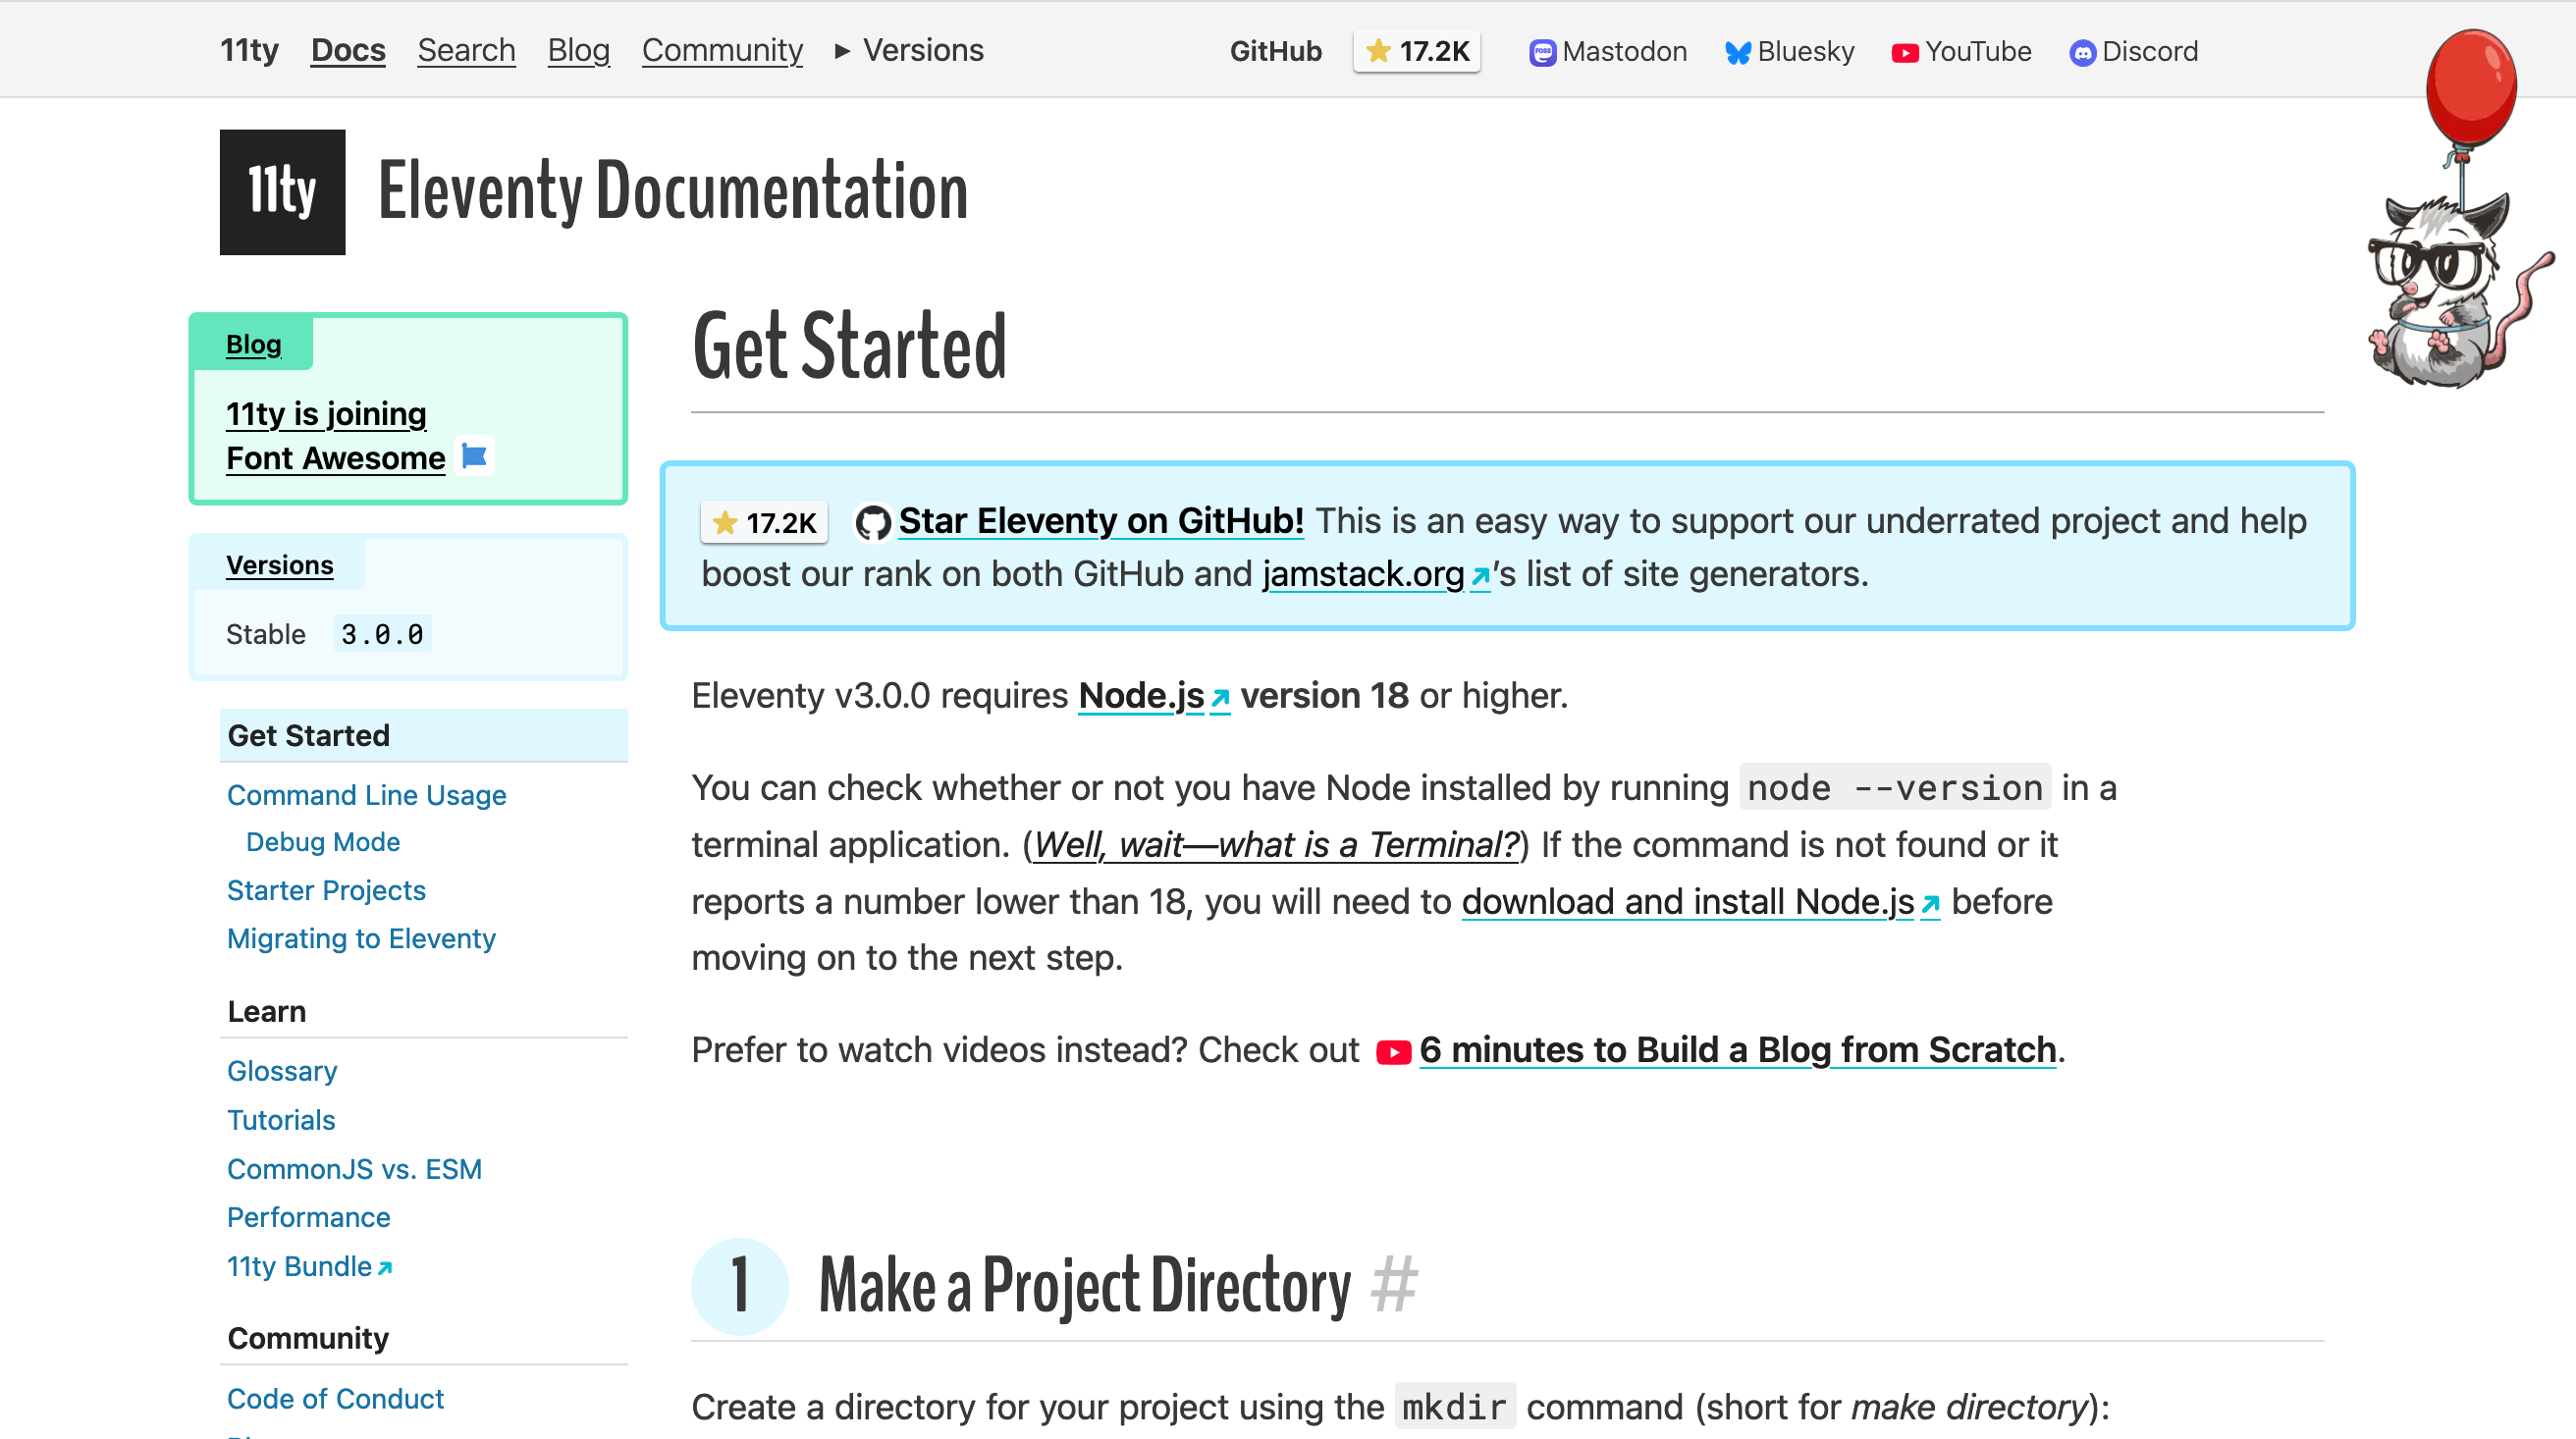 11ty Docs Search Blog Community ▸ Versions GitHub 17.2K Mastodon Bluesky YouTube Discord
11ty Eleventy Documentation
Blog
11ty is joining
Font Awesome
Versions
Stable 3.0.0
Get Started
Command Line Usage
Debug Mode
Starter Projects
Migrating to Eleventy
Learn
Glossary
Tutorials
CommonJS vs. ESM
Performance
11ty Bundle
Community
Code of Conduct
Get Started
17.2K Star Eleventy on GitHub! This is an easy way to support our underrated project and help
boost our rank on both GitHub and jamstack.org’s list of site generators.
Eleventy v3.0.0 requires Node.js version 18 or higher.
You can check whether or not you have Node installed by running node --version in a
terminal application. (Well, wait—what is a Terminal?) If the command is not found or it
reports a number lower than 18, you will need to download and install Node.js before
moving on to the next step.
Prefer to watch videos instead? Check out 6 minutes to Build a Blog from Scratch.
1 Make a Project Directory #
Create a directory for your project using the mkdir command (short for make directory):